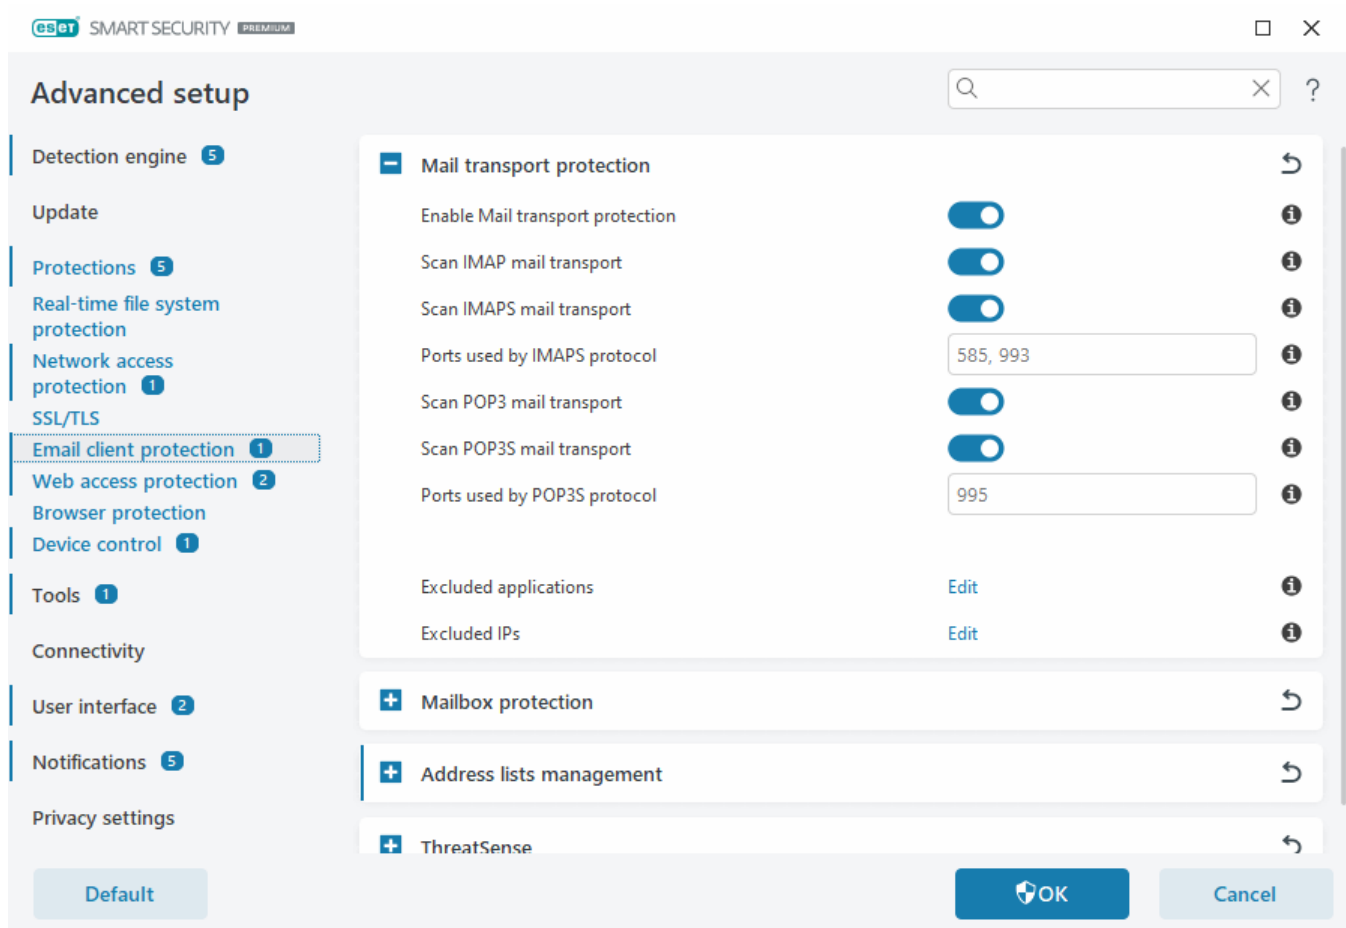 eset SMART SECURITY PREMIUM
Advanced setup
?
Detection engine 5
Update
Protections 5
Real-time file system
protection
Network access
protection 1
SSL/TLS
Email client protection 1
Web access protection 2
Browser protection
Device control 1
Tools 1
Connectivity
User interface 2
Notifications 5
Privacy settings
Mail transport protection
Enable Mail transport protection
Scan IMAP mail transport
Scan IMAPS mail transport
Ports used by IMAPS protocol 585, 993
Scan POP3 mail transport
Scan POP3S mail transport
Ports used by POP3S protocol 995
Excluded applications Edit
Excluded IPs Edit
Mailbox protection
Address lists management
ThreatSense
Default
OK
Cancel